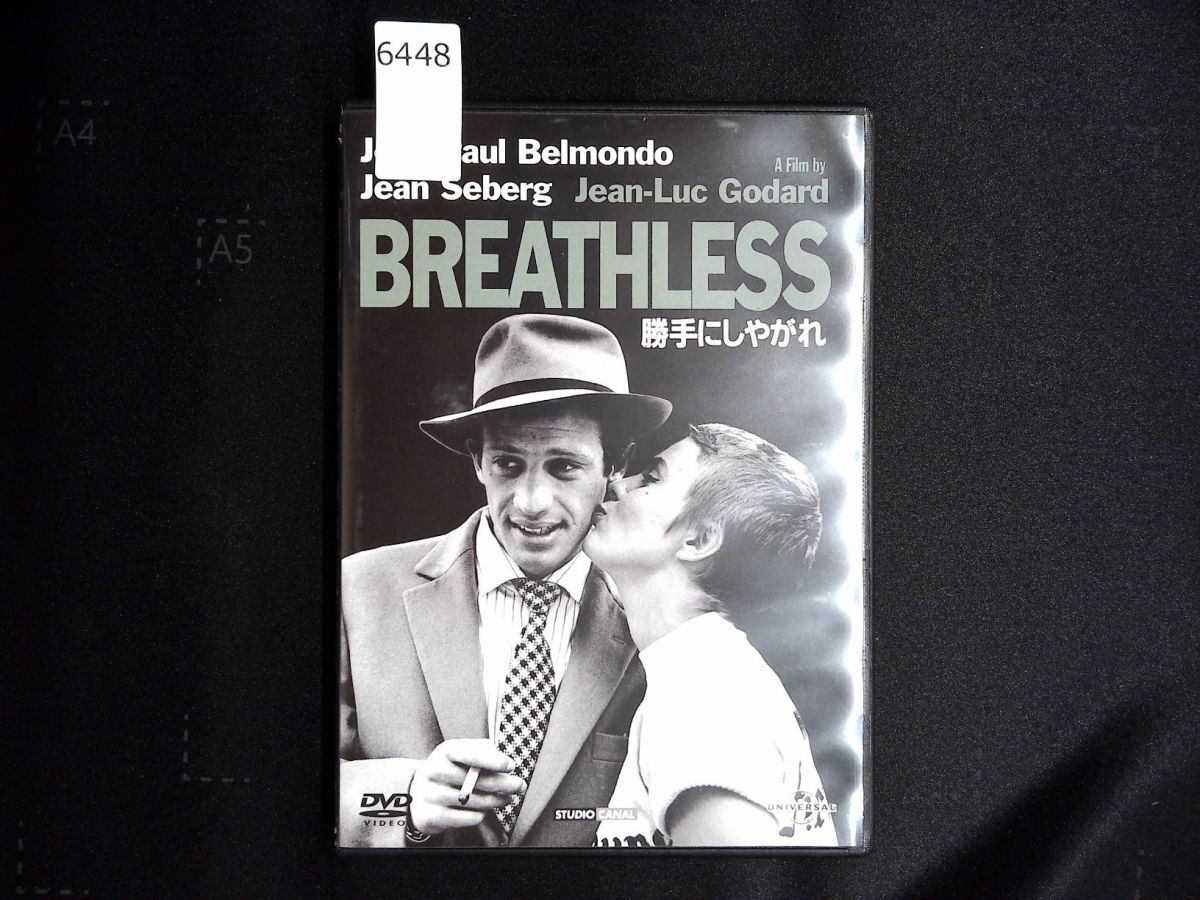 6448
A4
A5
Paul Belmondo
A Film by
Jean Seberg Jean-Luc Godard
BREATHLESS
勝手にしやがれ
DVD
VIDEO
STUDIO CANAL
UNIVERSAL